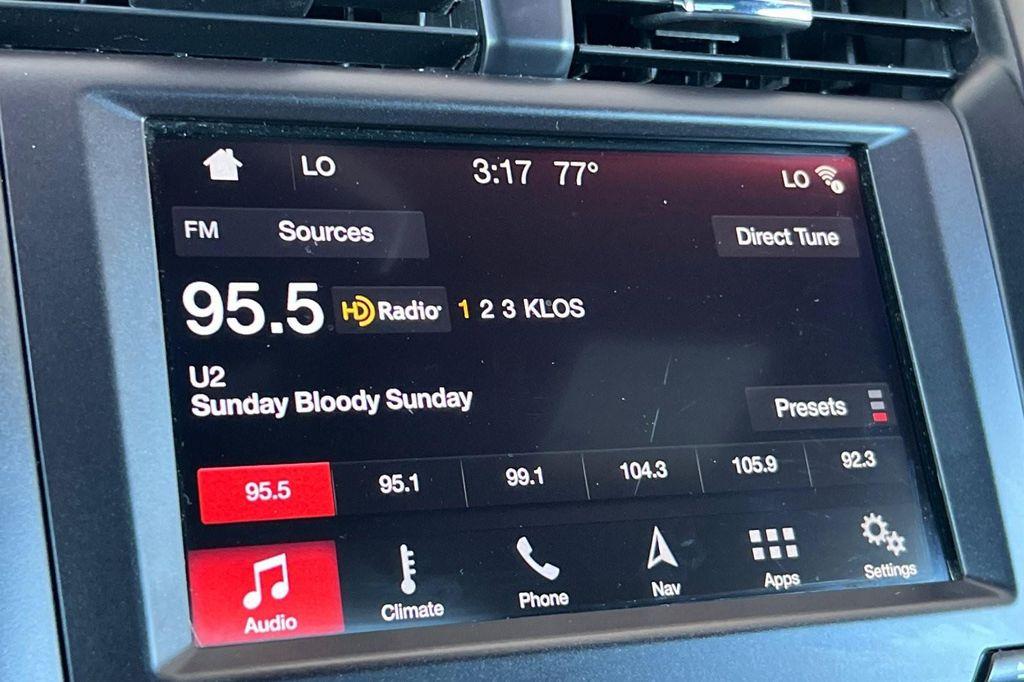 LO 3:17 77° LO
FM Sources Direct Tune
95.5 HD Radio 1 2 3 KLOS
U2
Sunday Bloody Sunday
Presets
95.5 95.1 99.1 104.3 105.9 92.3
Audio Climate Phone Nav Apps Settings